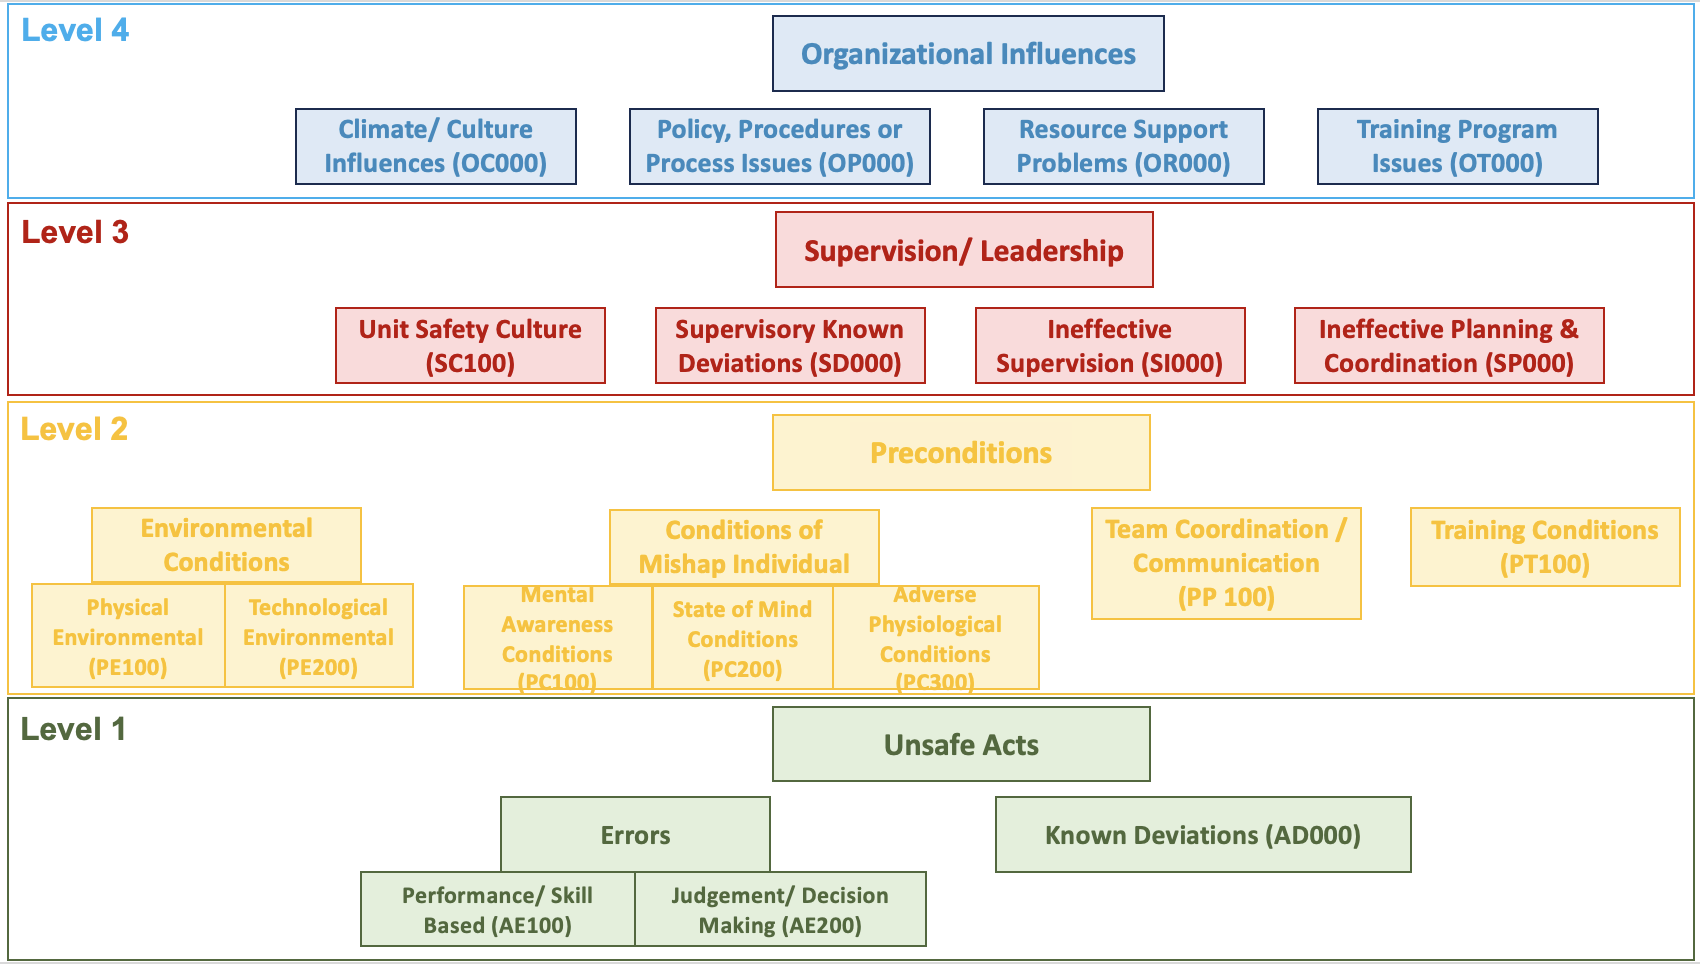 Level 4
Organizational Influences
Climate/ Culture
Influences (OC000)
Policy, Procedures or
Process Issues (OP000)
Resource Support
Problems (OR000)
Training Program
Issues (OT000)
Level 3
Supervision/ Leadership
Unit Safety Culture
(SC100)
Supervisory Known
Deviations (SD000)
Ineffective
Supervision (SI000)
Ineffective Planning &
Coordination (SP000)
Level 2
Preconditions
Environmental
Conditions
Physical
Environmental
(PE100)
Technological
Environmental
(PE200)
Conditions of
Mishap Individual
Mental
Awareness
Conditions
(PC100)
State of Mind
Conditions
(PC200)
Adverse
Physiological
Conditions
(PC300)
Team Coordination /
Communication
(PP 100)
Training Conditions
(PT100)
Level 1
Unsafe Acts
Errors
Performance/ Skill
Based (AE100)
Judgement/ Decision
Making (AE200)
Known Deviations (AD000)